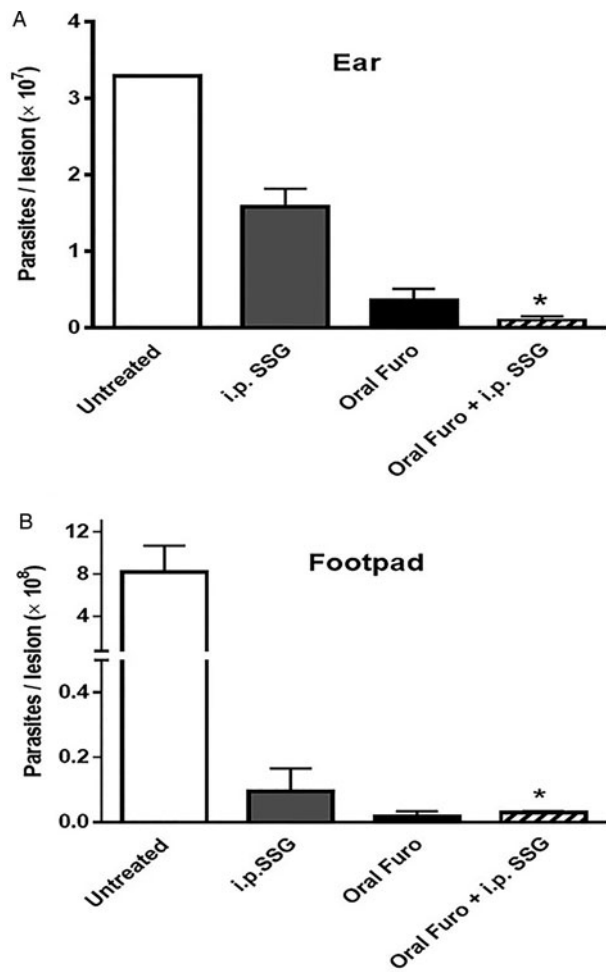 A
Ear
Parasites / lesion (× 10⁷)
4
3
2
1
0
*
Untreated
i.p. SSG
Oral Furo
Oral Furo + i.p. SSG
B
Footpad
Parasites / lesion (× 10⁸)
12
8
4
0.4
0.2
0.0
*
Untreated
i.p.SSG
Oral Furo
Oral Furo + i.p. SSG